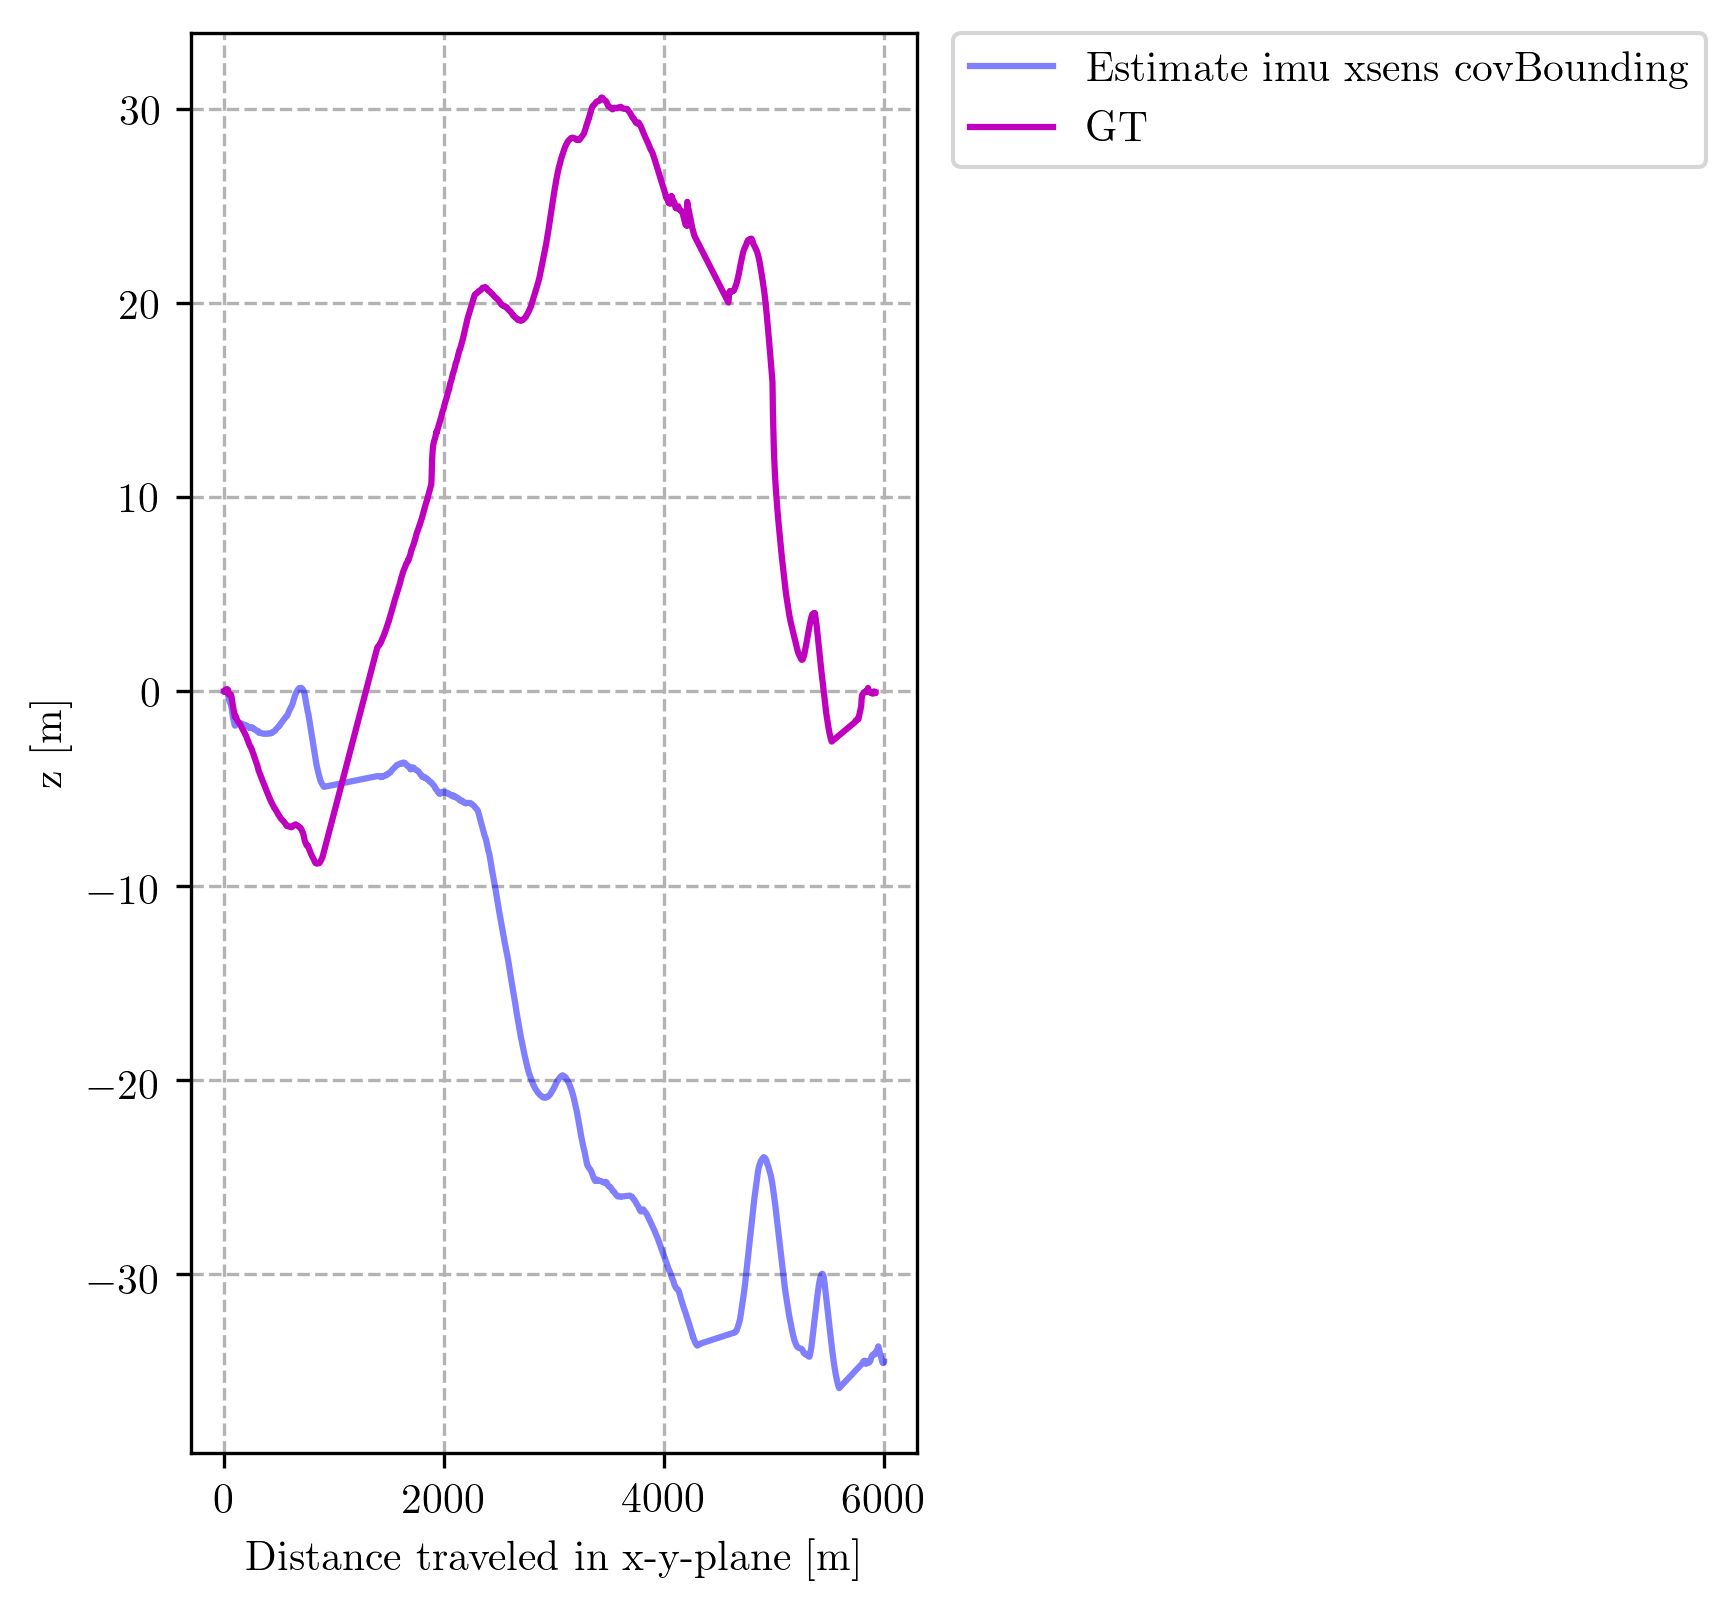 Estimate imu xsens covBounding
GT
30
20
10
0
−10
−20
−30
z [m]
0 2000 4000 6000
Distance traveled in x-y-plane [m]